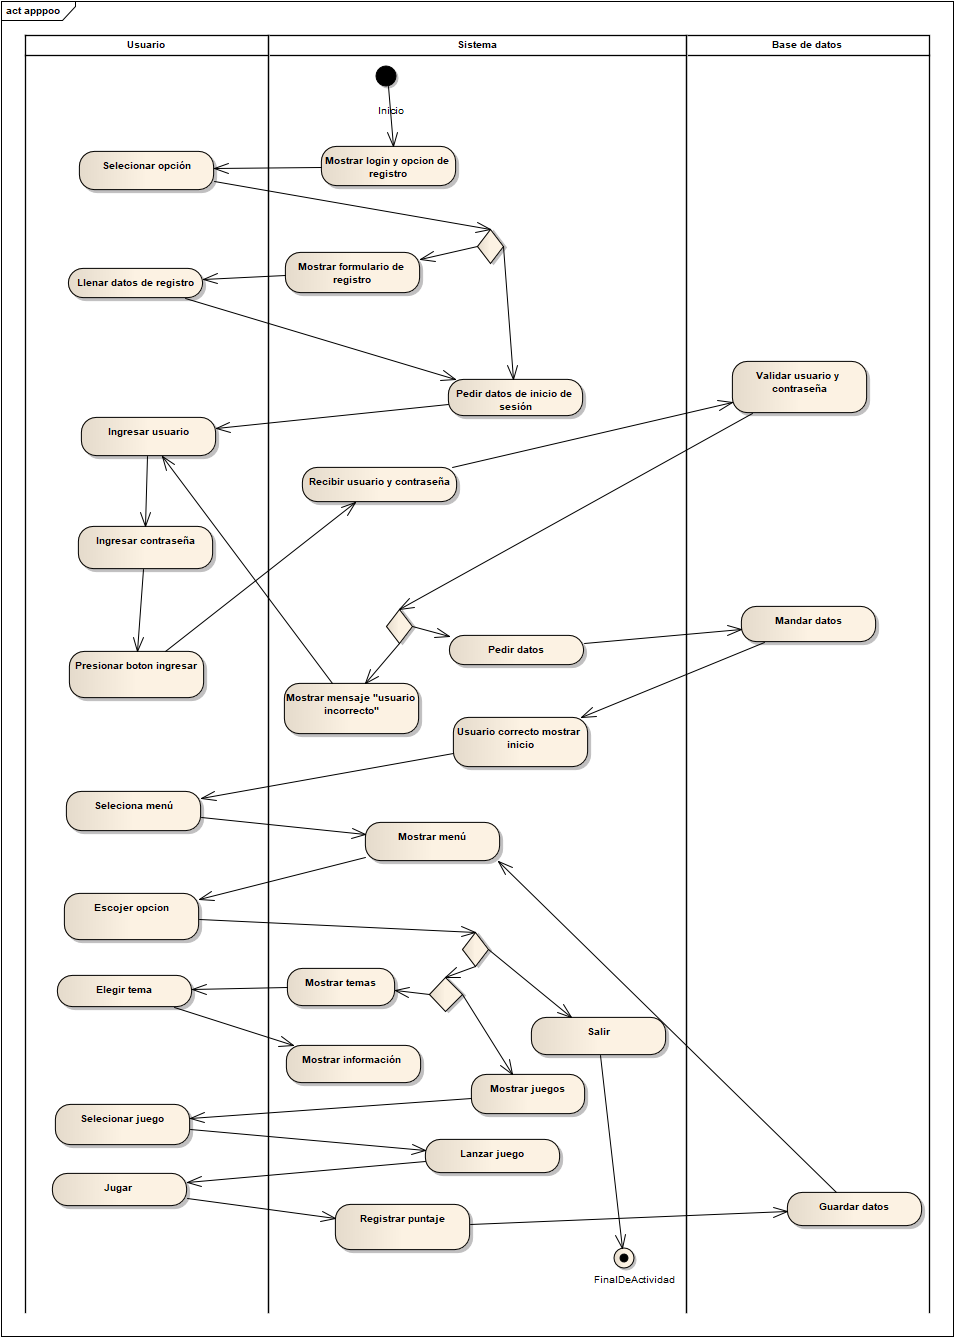 act apppoo
Usuario
Sistema
Base de datos
Inicio
Mostrar login y opcion de
registro
Selecionar opción
Mostrar formulario de
registro
Llenar datos de registro
Pedir datos de inicio de
sesión
Validar usuario y
contraseña
Ingresar usuario
Recibir usuario y contraseña
Ingresar contraseña
Mandar datos
Pedir datos
Presionar boton ingresar
Mostrar mensaje "usuario
incorrecto"
Usuario correcto mostrar
inicio
Seleciona menú
Mostrar menú
Escojer opcion
Mostrar temas
Elegir tema
Salir
Mostrar información
Mostrar juegos
Selecionar juego
Lanzar juego
Jugar
Registrar puntaje
Guardar datos
FinalDeActividad